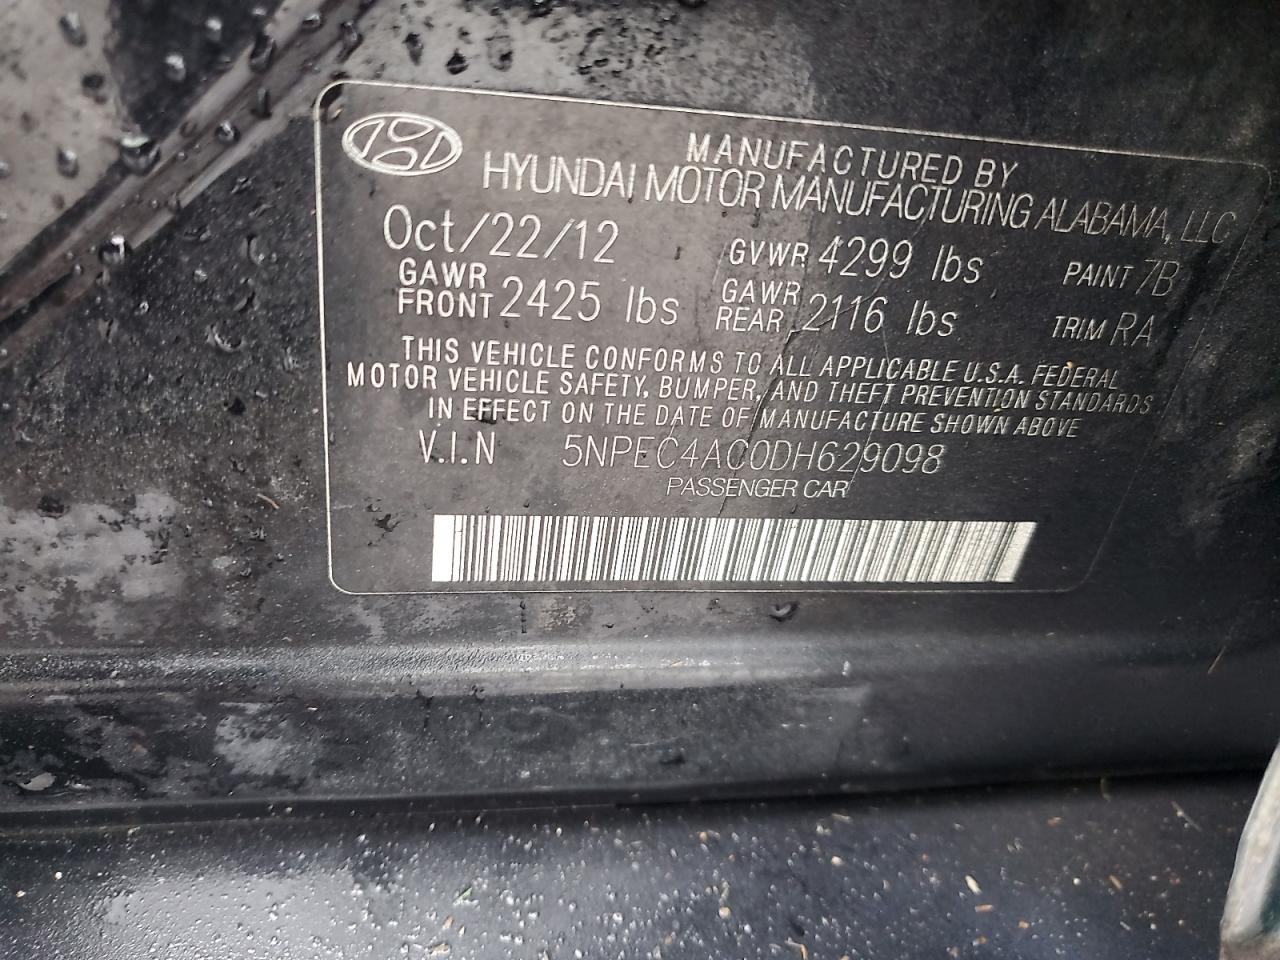 MANUFACTURED BY
HYUNDAI MOTOR MANUFACTURING ALABAMA, LLC
Oct/22/12 GVWR 4299 lbs PAINT 7B
GAWR FRONT 2425 lbs GAWR REAR 2116 lbs TRIM RA
THIS VEHICLE CONFORMS TO ALL APPLICABLE U.S.A. FEDERAL
MOTOR VEHICLE SAFETY, BUMPER, AND THEFT PREVENTION STANDARDS
IN EFFECT ON THE DATE OF MANUFACTURE SHOWN ABOVE
V.I.N 5NPEC4AC0DH629098
PASSENGER CAR